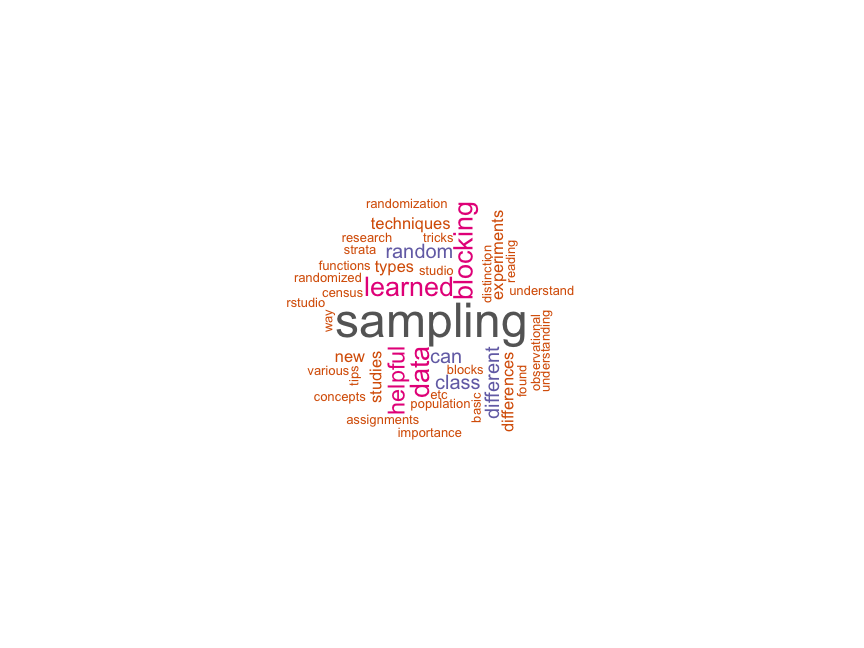 randomization
techniques
blocking
research
tricks
strata
random
experiments
distinction
reading
functions
types
studio
randomized
learned
census
understand
rstudio
way
sampling
observational
understanding
new
can
various
tips
studies
helpful
data
blocks
class
different
differences
found
concepts
etc
population
basic
assignments
importance